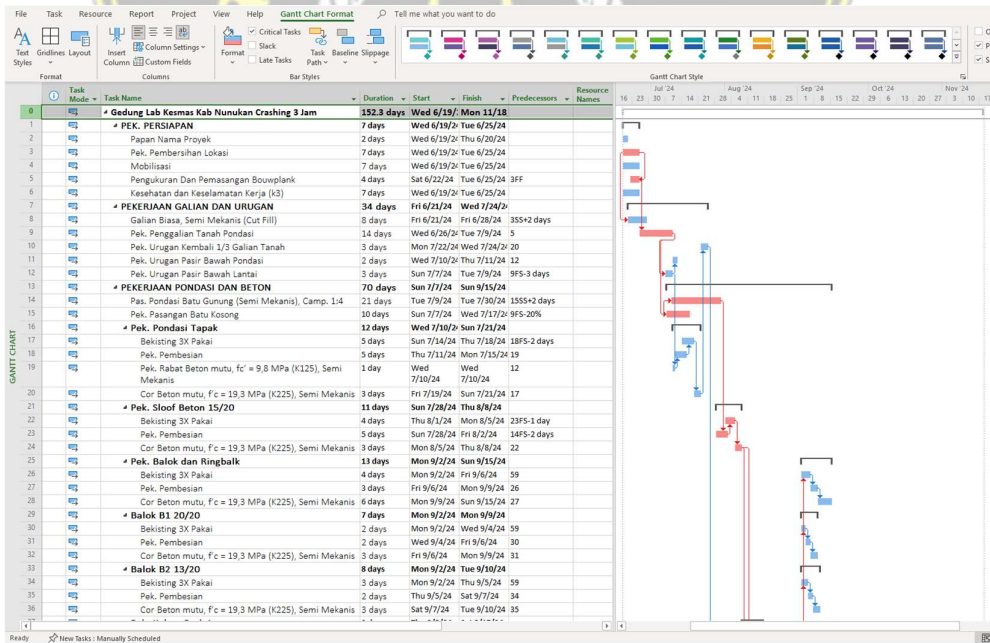 File Task Resource Report Project View Help Gantt Chart Format Tell me what you want to do
Text Styles Gridlines Layout Insert Column Column Settings Custom Fields Format Critical Tasks Slack Late Tasks Task Path Baseline Slippage
Format Columns Bar Styles Gantt Chart Style
Task Mode Task Name Duration Start Finish Predecessors Resource Names Jul '24 Aug '24 Sep '24 Oct '24 Nov '24
16 23 30 7 14 21 28 4 11 18 25 1 8 15 22 29 6 13 20 27 3 10 17
0 Gedung Lab Kesmas Kab Nunukan Crashing 3 Jam 152.3 days Wed 6/19/ Mon 11/18
1 PEK. PERSIAPAN 7 days Wed 6/19/24 Tue 6/25/24
2 Papan Nama Proyek 2 days Wed 6/19/24 Thu 6/20/24
3 Pek. Pembersihan Lokasi 7 days Wed 6/19/24 Tue 6/25/24
4 Mobilisasi 7 days Wed 6/19/24 Tue 6/25/24
5 Pengukuran Dan Pemasangan Bouwplank 4 days Sat 6/22/24 Tue 6/25/24 3FF
6 Kesehatan dan Keselamatan Kerja (k3) 7 days Wed 6/19/24 Tue 6/25/24
7 PEKERJAAN GALIAN DAN URUGAN 34 days Fri 6/21/24 Wed 7/24/2
8 Galian Biasa, Semi Mekanis (Cut Fill) 8 days Fri 6/21/24 Fri 6/28/24 3SS+2 days
9 Pek. Penggalian Tanah Pondasi 14 days Wed 6/26/24 Tue 7/9/24 5
10 Pek. Urugan Kembali 1/3 Galian Tanah 3 days Mon 7/22/24 Wed 7/24/24 20
11 Pek. Urugan Pasir Bawah Pondasi 2 days Wed 7/10/24 Thu 7/11/24 12
12 Pek. Urugan Pasir Bawah Lantai 3 days Sun 7/7/24 Tue 7/9/24 9FS-3 days
13 PEKERJAAN PONDASI DAN BETON 70 days Sun 7/7/24 Sun 9/15/24
14 Pas. Pondasi Batu Gunung (Semi Mekanis), Camp. 1:4 21 days Tue 7/9/24 Tue 7/30/24 15SS+2 days
15 Pek. Pasangan Batu Kosong 10 days Sun 7/7/24 Wed 7/17/24 9FS-20%
16 Pek. Pondasi Tapak 12 days Wed 7/10/24 Sun 7/21/24
17 Bekisting 3X Pakai 5 days Sun 7/14/24 Thu 7/18/24 18FS-2 days
18 Pek. Pembesian 5 days Thu 7/11/24 Mon 7/15/24 19
19 Pek. Rabat Beton mutu, fc' = 9,8 MPa (K125), Semi Mekanis 1 day Wed 7/10/24 Wed 7/10/24 12
20 Cor Beton mutu, f'c = 19,3 MPa (K225), Semi Mekanis 3 days Fri 7/19/24 Sun 7/21/24 17
21 Pek. Sloof Beton 15/20 11 days Sun 7/28/24 Thu 8/8/24
22 Bekisting 3X Pakai 4 days Thu 8/1/24 Mon 8/5/24 23FS-1 day
23 Pek. Pembesian 5 days Sun 7/28/24 Fri 8/2/24 14FS-2 days
24 Cor Beton mutu, f'c = 19,3 MPa (K225), Semi Mekanis 3 days Mon 8/5/24 Thu 8/8/24 22
25 Pek. Balok dan Ringbalk 13 days Mon 9/2/24 Sun 9/15/24
26 Bekisting 3X Pakai 4 days Mon 9/2/24 Fri 9/6/24 59
27 Pek. Pembesian 3 days Fri 9/6/24 Mon 9/9/24 26
28 Cor Beton mutu, f'c = 19,3 MPa (K225), Semi Mekanis 6 days Mon 9/9/24 Sun 9/15/24 27
29 Balok B1 20/20 7 days Mon 9/2/24 Mon 9/9/24
30 Bekisting 3X Pakai 2 days Mon 9/2/24 Wed 9/4/24 59
31 Pek. Pembesian 2 days Wed 9/4/24 Fri 9/6/24 30
32 Cor Beton mutu, f'c = 19,3 MPa (K225), Semi Mekanis 3 days Fri 9/6/24 Mon 9/9/24 31
33 Balok B2 13/20 8 days Mon 9/2/24 Tue 9/10/24
34 Bekisting 3X Pakai 3 days Mon 9/2/24 Thu 9/5/24 59
35 Pek. Pembesian 2 days Thu 9/5/24 Sat 9/7/24 34
36 Cor Beton mutu, f'c = 19,3 MPa (K225), Semi Mekanis 3 days Sat 9/7/24 Tue 9/10/24 35
GANTT CHART
Ready New Tasks : Manually Scheduled